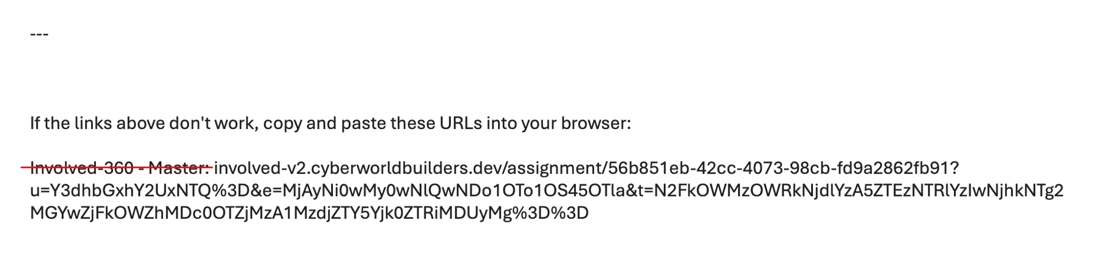 ---
If the links above don't work, copy and paste these URLs into your browser:
Involved-360 - Master: involved-v2.cyberworldbuilders.dev/assignment/56b851eb-42cc-4073-98cb-fd9a2862fb91?
u=Y3dhbGxhY2UxNTQ%3D&e=MjAyNi0wMy0wNlQwNDo1OTo1OS45OTla&t=N2FkOWMzOWRkNjdlYzA5ZTEzNTRlYzIwNjhkNTg2
MGYwZjFkOWZhMDc0OTZjMzA1MzdjZTY5Yjk0ZTRiMDUyMg%3D%3D